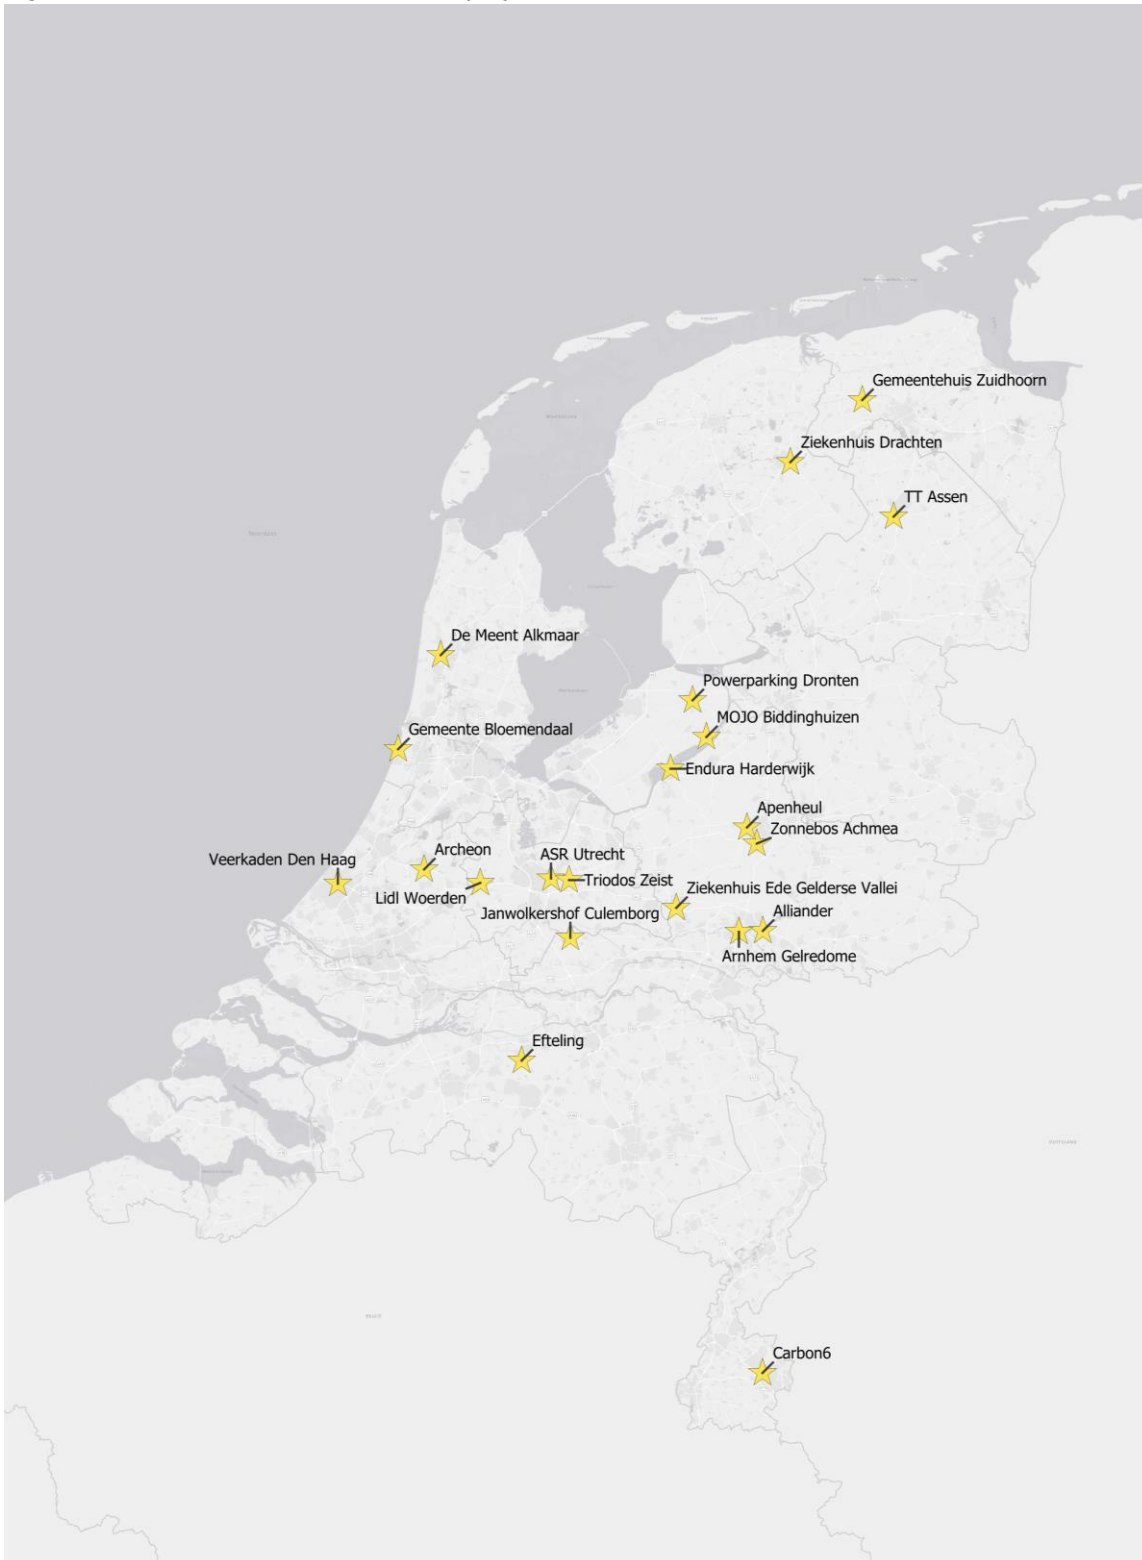 Gemeentehuis Zuidhoorn
Ziekenhuis Drachten
TT Assen
De Meent Alkmaar
Powerparking Dronten
MOJO Biddinghuizen
Gemeente Bloemendaal
Endura Harderwijk
Apenheul
Zonnebos Achmea
Archeon
ASR Utrecht
Veerkaden Den Haag
Triodos Zeist
Lidl Woerden
Ziekenhuis Ede Gelderse Vallei
Janwolkershof Culemborg
Alliander
Arnhem Gelredome
Efteling
Carbon6